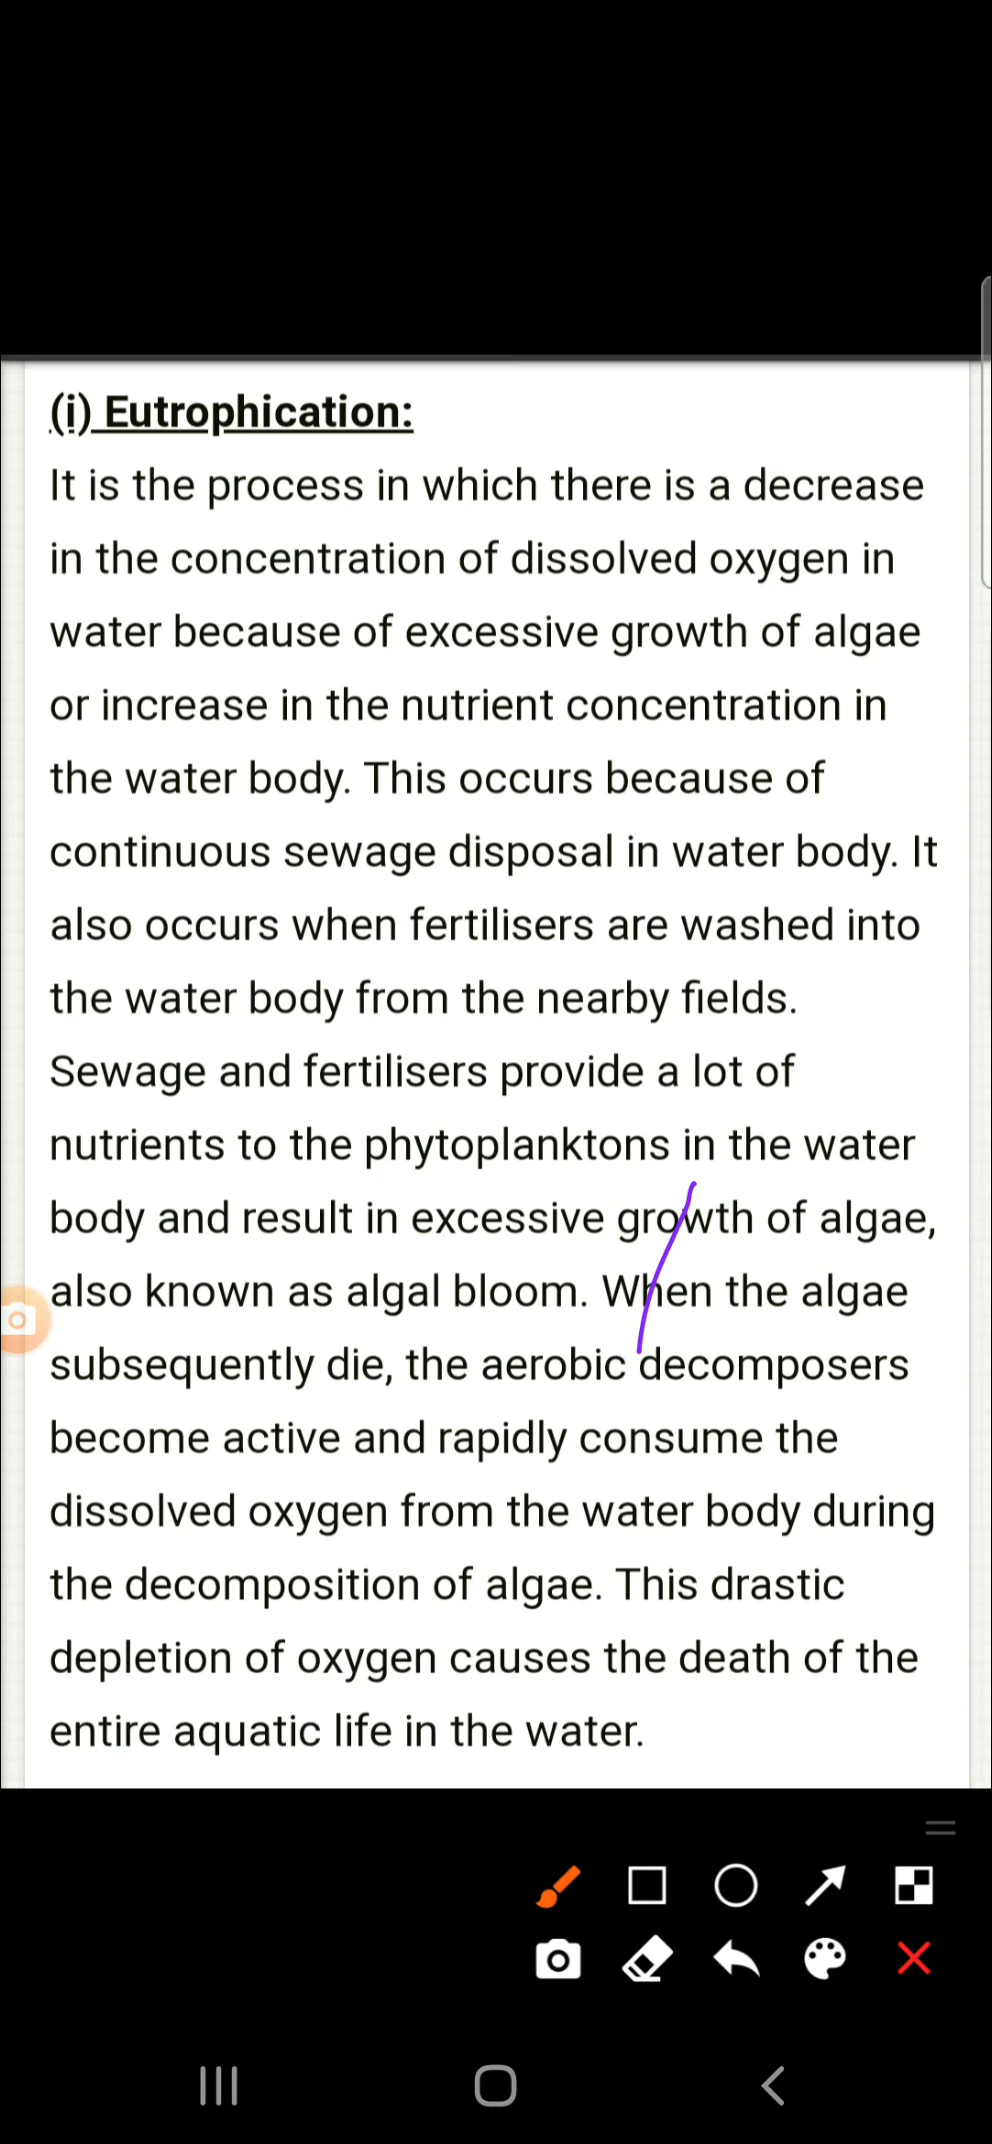 (i) Eutrophication:
It is the process in which there is a decrease
in the concentration of dissolved oxygen in
water because of excessive growth of algae
or increase in the nutrient concentration in
the water body. This occurs because of
continuous sewage disposal in water body. It
also occurs when fertilisers are washed into
the water body from the nearby fields.
Sewage and fertilisers provide a lot of
nutrients to the phytoplanktons in the water
body and result in excessive growth of algae,
also known as algal bloom. When the algae
subsequently die, the aerobic decomposers
become active and rapidly consume the
dissolved oxygen from the water body during
the decomposition of algae. This drastic
depletion of oxygen causes the death of the
entire aquatic life in the water.